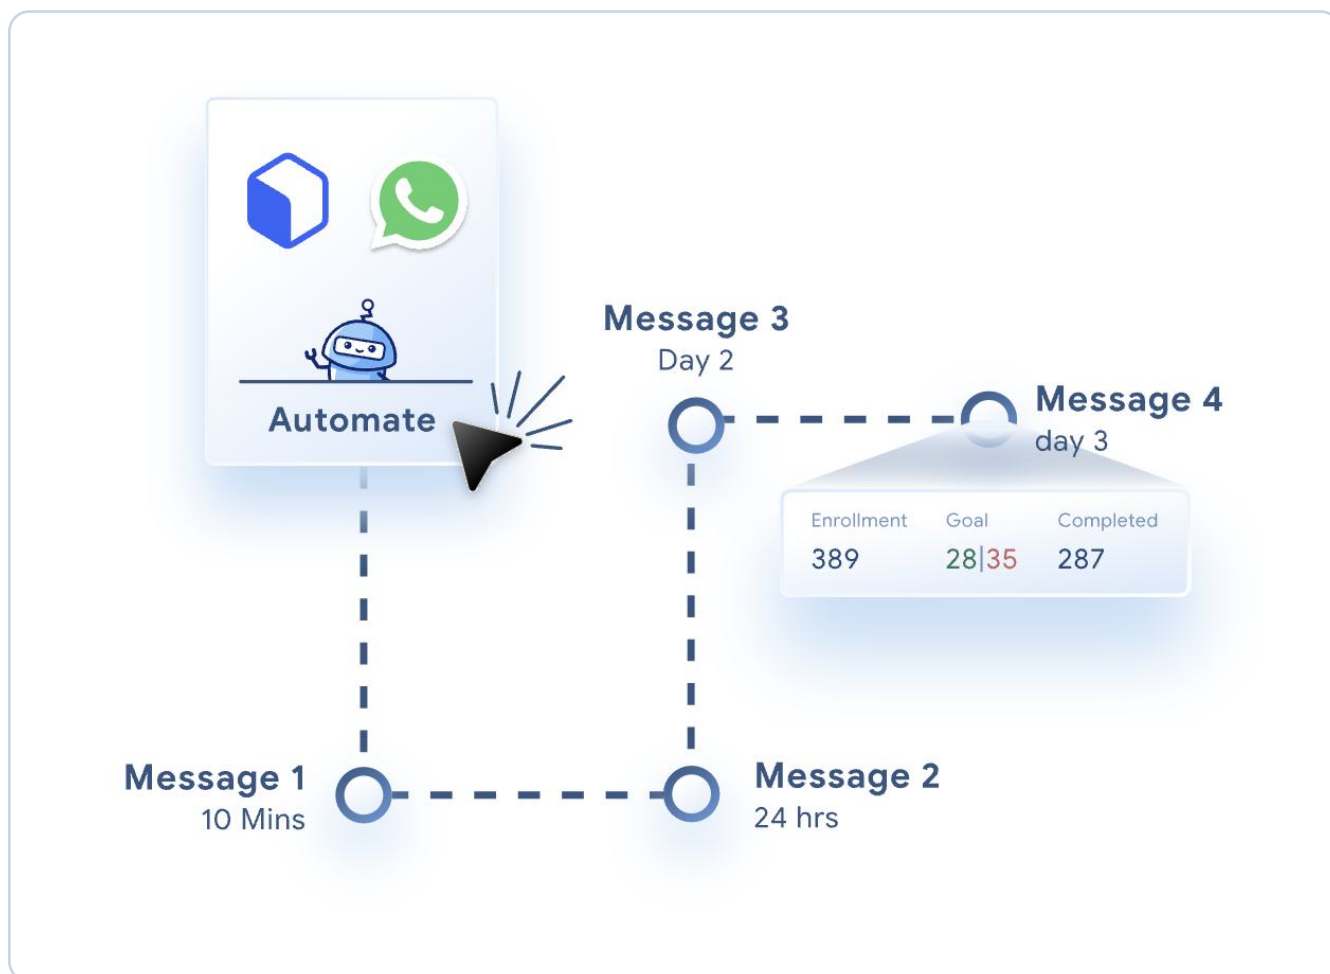 Automate
Message 1
10 Mins
Message 2
24 hrs
Message 3
Day 2
Message 4
day 3
Enrollment Goal Completed
389 28|35 287